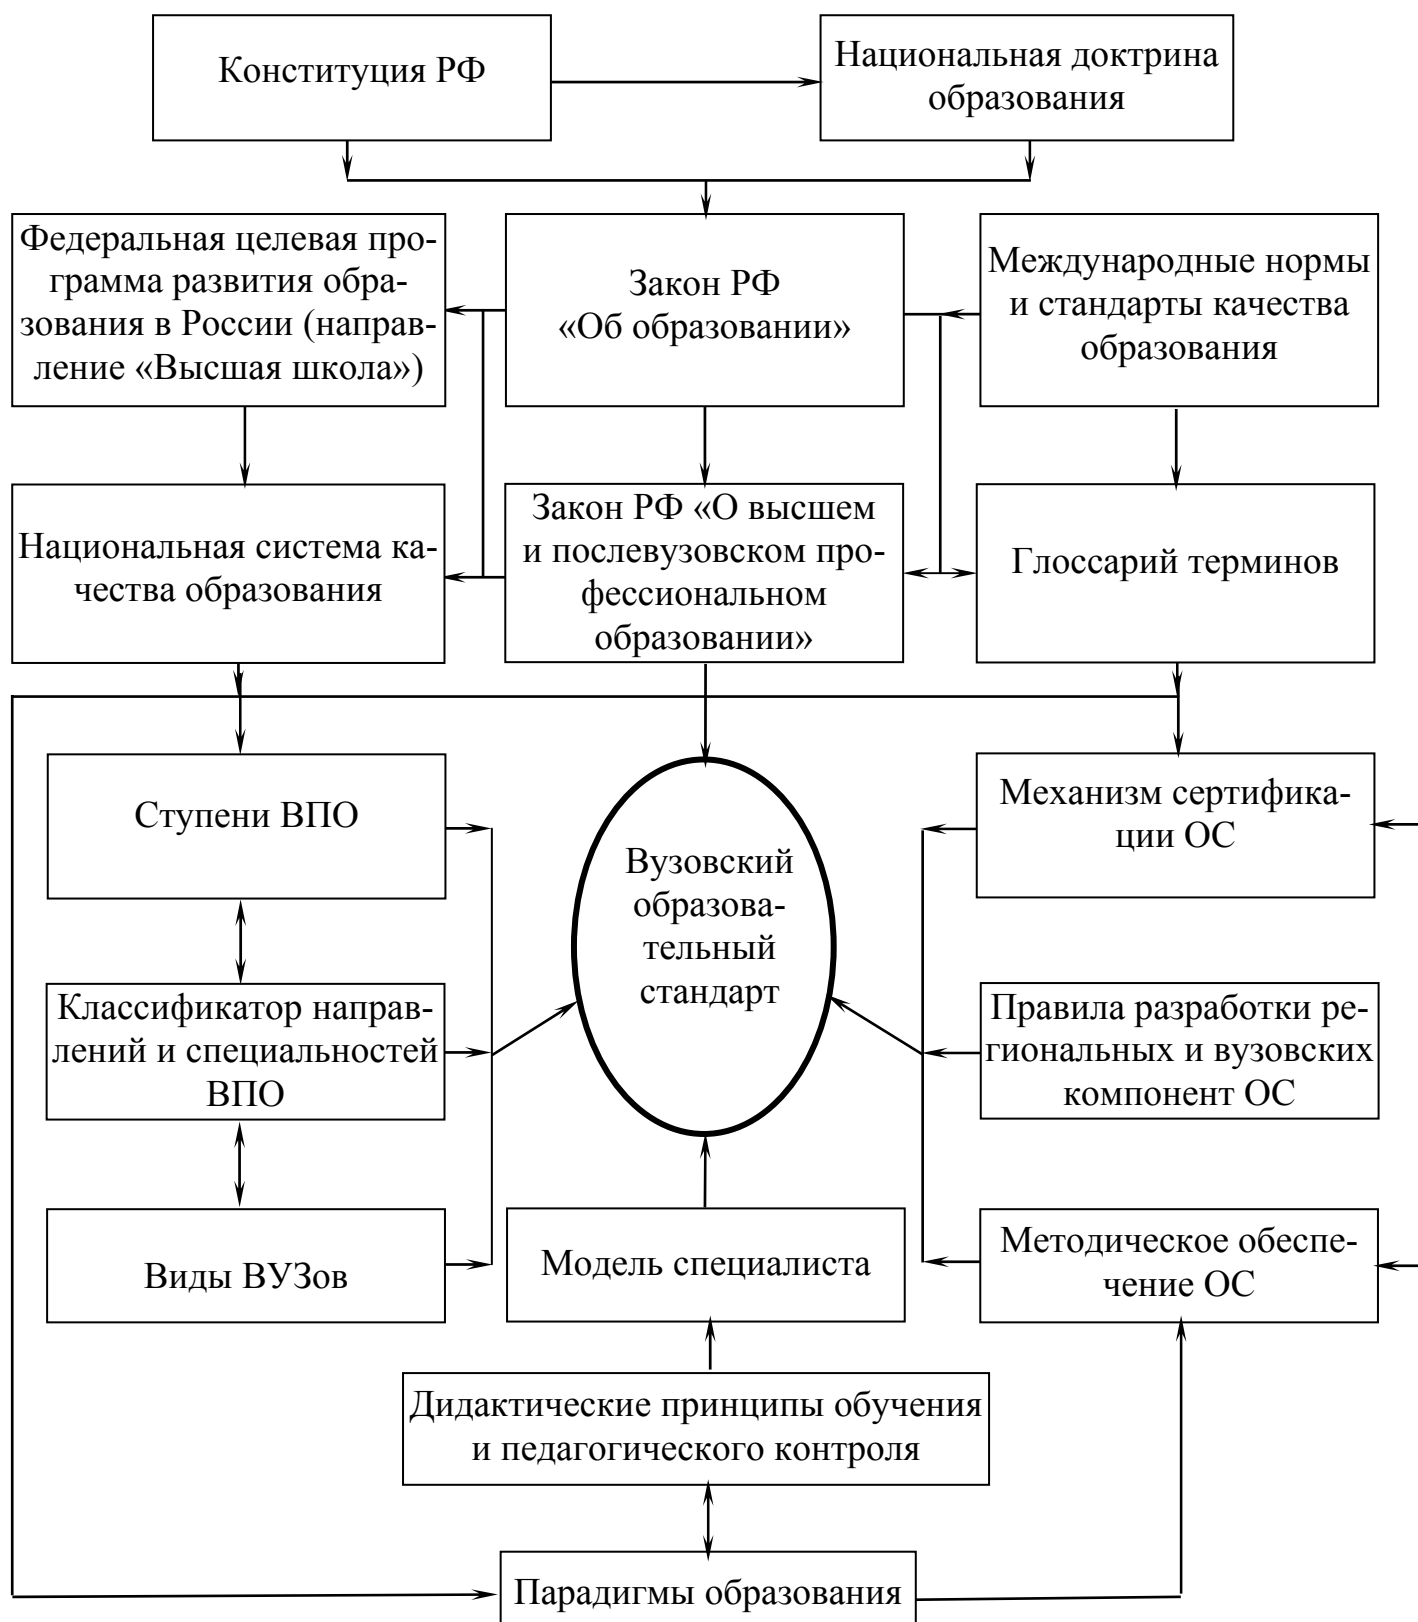 Конституция РФ
Национальная доктрина
образования
Федеральная целевая про-
грамма развития обра-
зования в России (направ-
ление «Высшая школа»)
Закон РФ
«Об образовании»
Международные нормы
и стандарты качества
образования
Национальная система ка-
чества образования
Закон РФ «О высшем
и послевузовском про-
фессиональном
образовании»
Глоссарий терминов
Ступени ВПО
Вузовский
образова-
тельный
стандарт
Механизм сертифика-
ции ОС
Классификатор направ-
лений и специальностей
ВПО
Правила разработки ре-
гиональных и вузовских
компонент ОС
Виды ВУЗов
Модель специалиста
Методическое обеспе-
чение ОС
Дидактические принципы обучения
и педагогического контроля
Парадигмы образования